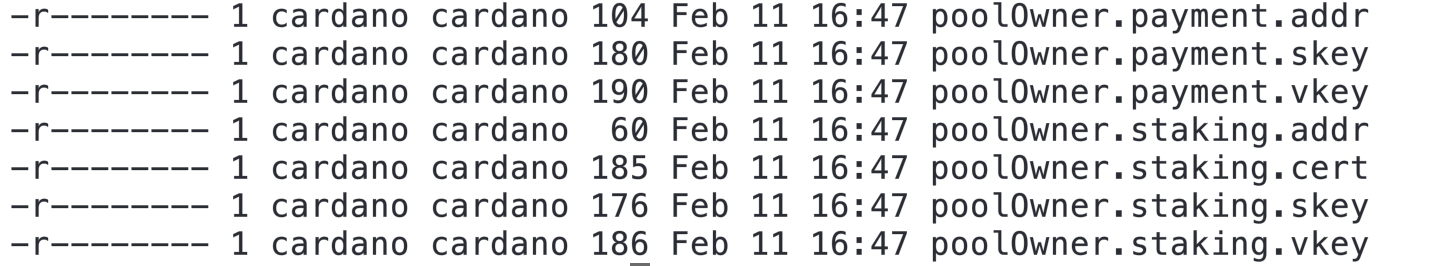 -r-------- 1 cardano cardano 104 Feb 11 16:47 poolOwner.payment.addr
-r-------- 1 cardano cardano 180 Feb 11 16:47 poolOwner.payment.skey
-r-------- 1 cardano cardano 190 Feb 11 16:47 poolOwner.payment.vkey
-r-------- 1 cardano cardano  60 Feb 11 16:47 poolOwner.staking.addr
-r-------- 1 cardano cardano 185 Feb 11 16:47 poolOwner.staking.cert
-r-------- 1 cardano cardano 176 Feb 11 16:47 poolOwner.staking.skey
-r-------- 1 cardano cardano 186 Feb 11 16:47 poolOwner.staking.vkey